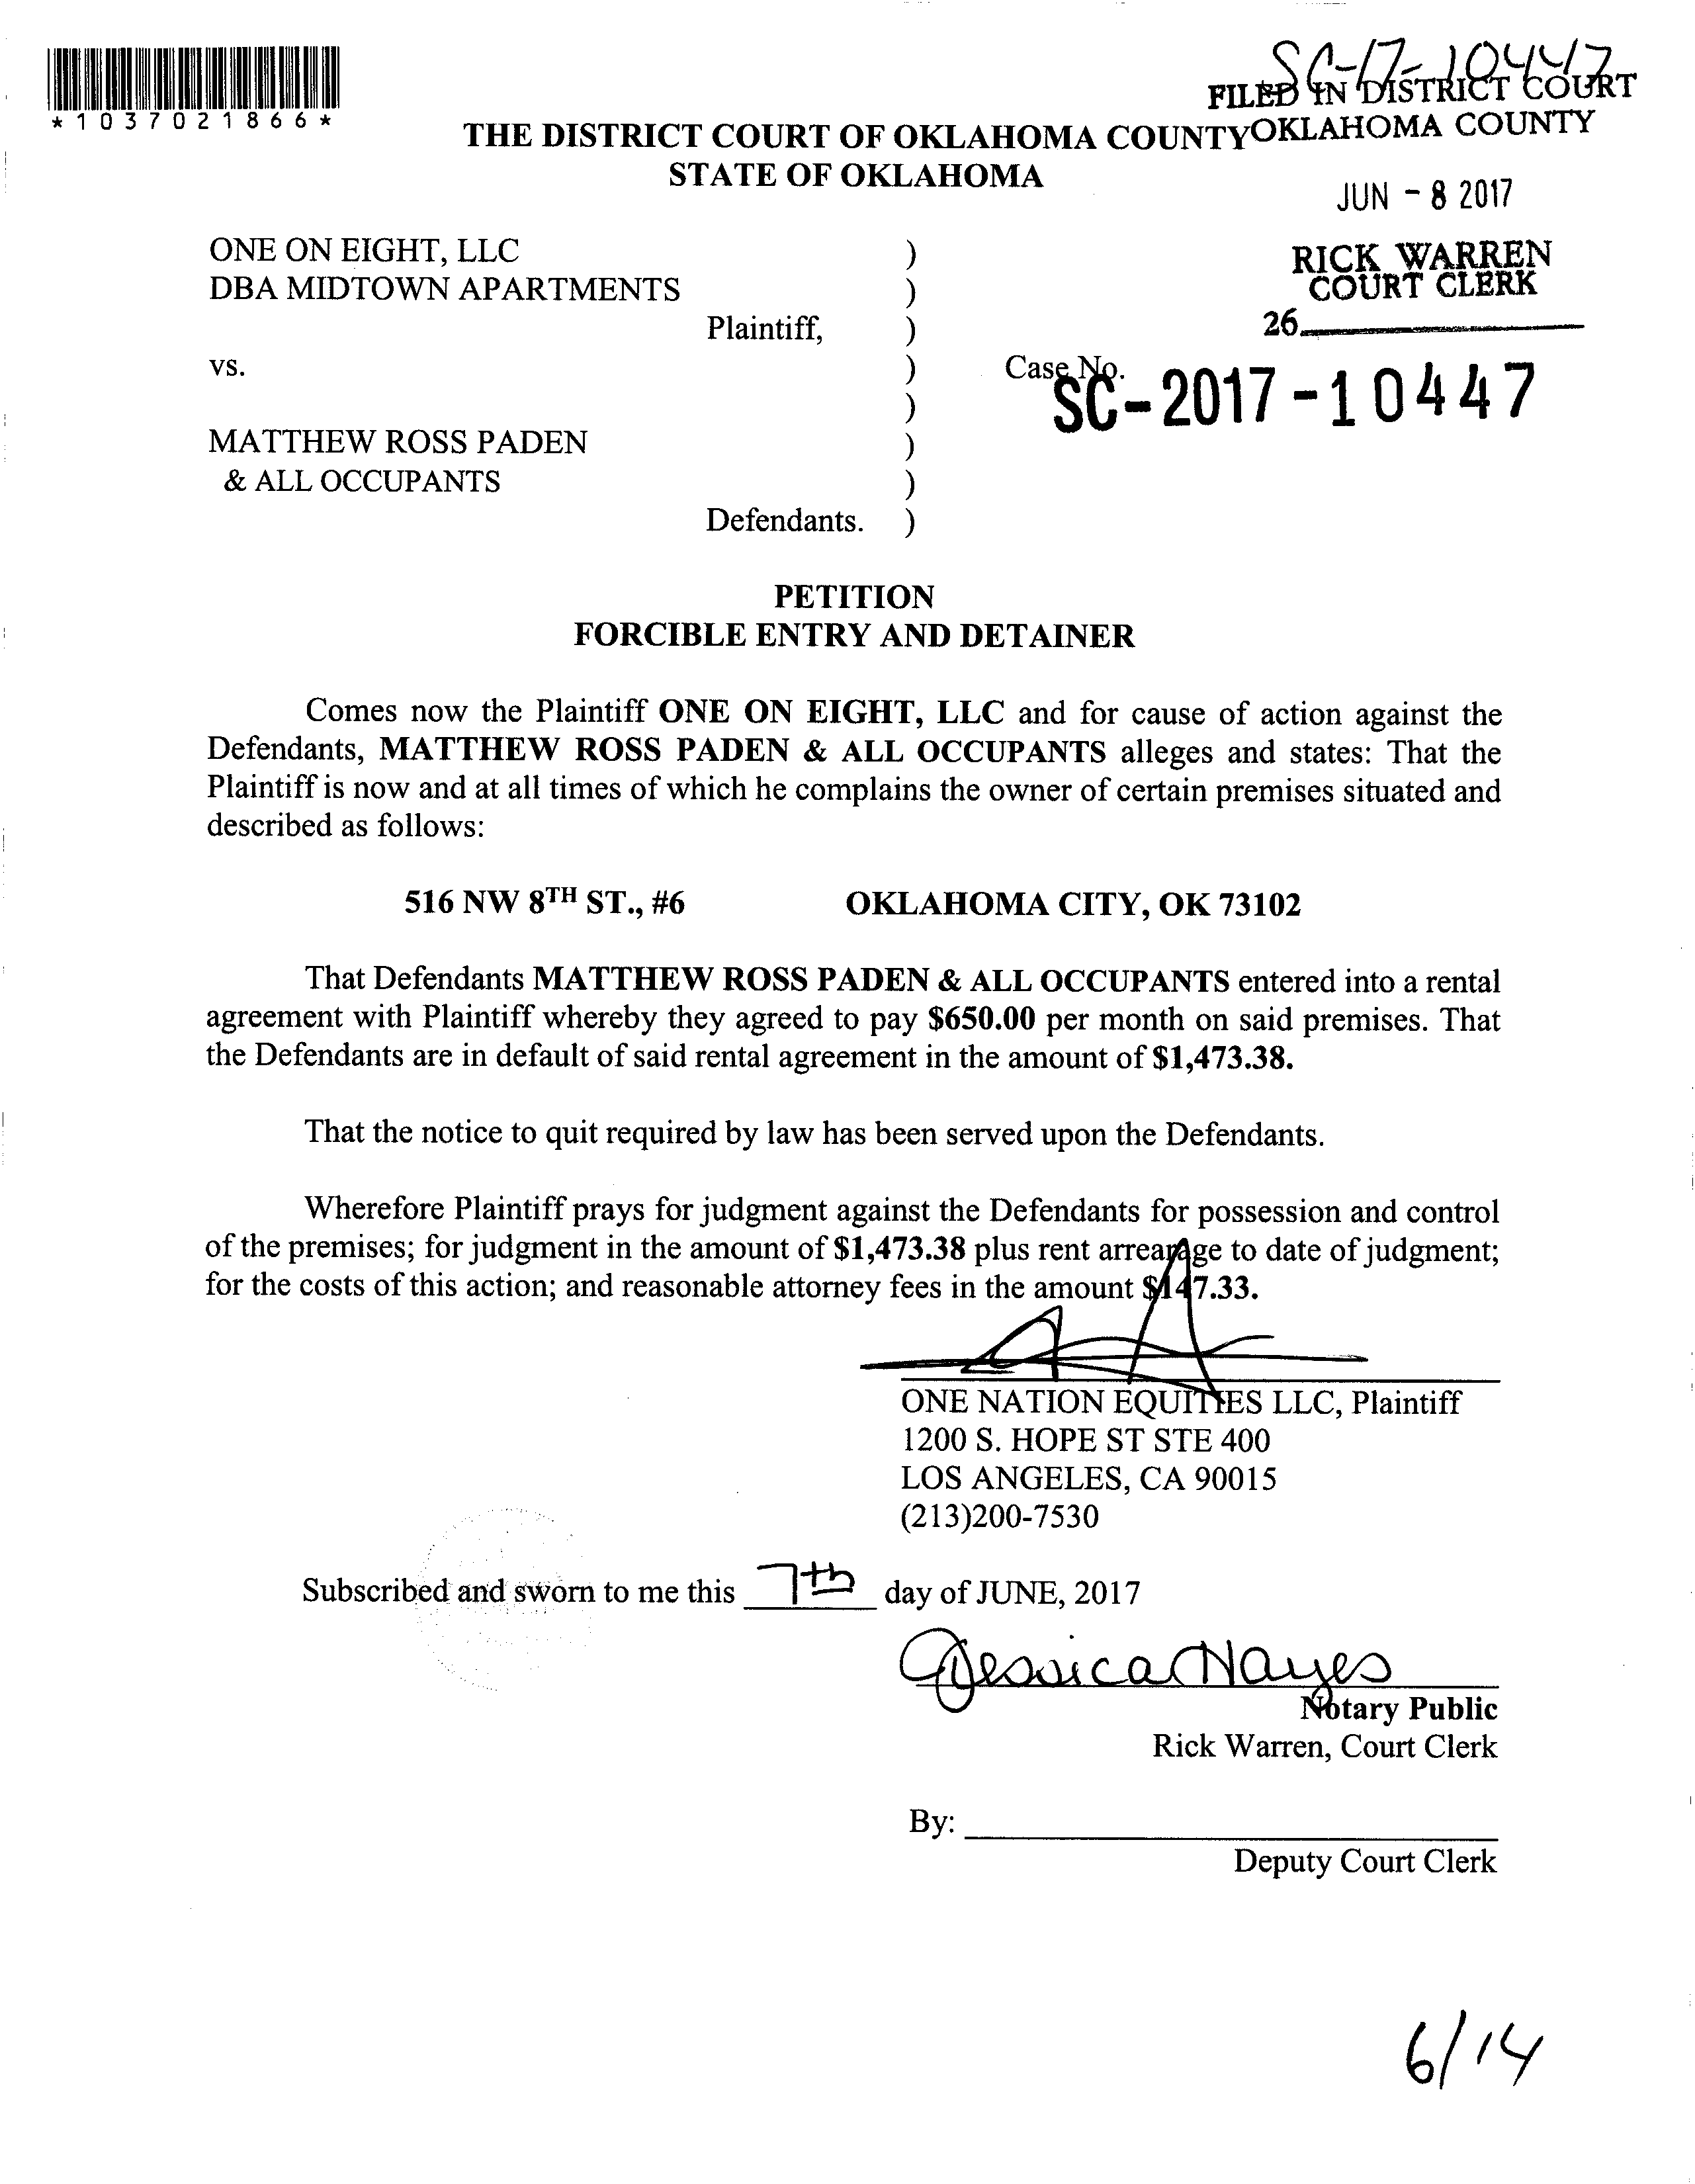 SC-17-10447
FILED IN DISTRICT COURT
OKLAHOMA COUNTY
*1037021866*
THE DISTRICT COURT OF OKLAHOMA COUNTY
STATE OF OKLAHOMA
JUN - 8 2017
RICK WARREN
COURT CLERK
26
ONE ON EIGHT, LLC )
DBA MIDTOWN APARTMENTS )
Plaintiff, )
vs. ) Case No.
SC-2017-10447
)
MATTHEW ROSS PADEN )
& ALL OCCUPANTS )
Defendants. )
PETITION
FORCIBLE ENTRY AND DETAINER
Comes now the Plaintiff ONE ON EIGHT, LLC and for cause of action against the
Defendants, MATTHEW ROSS PADEN & ALL OCCUPANTS alleges and states: That the
Plaintiff is now and at all times of which he complains the owner of certain premises situated and
described as follows:
516 NW 8TH ST., #6 OKLAHOMA CITY, OK 73102
That Defendants MATTHEW ROSS PADEN & ALL OCCUPANTS entered into a rental
agreement with Plaintiff whereby they agreed to pay $650.00 per month on said premises. That
the Defendants are in default of said rental agreement in the amount of $1,473.38.
That the notice to quit required by law has been served upon the Defendants.
Wherefore Plaintiff prays for judgment against the Defendants for possession and control
of the premises; for judgment in the amount of $1,473.38 plus rent arrearage to date of judgment;
for the costs of this action; and reasonable attorney fees in the amount $147.33.
ONE NATION EQUITIES LLC, Plaintiff
1200 S. HOPE ST STE 400
LOS ANGELES, CA 90015
(213)200-7530
Subscribed and sworn to me this 7th day of JUNE, 2017
Jessica Hayes
Notary Public
Rick Warren, Court Clerk
By:
Deputy Court Clerk
6/14